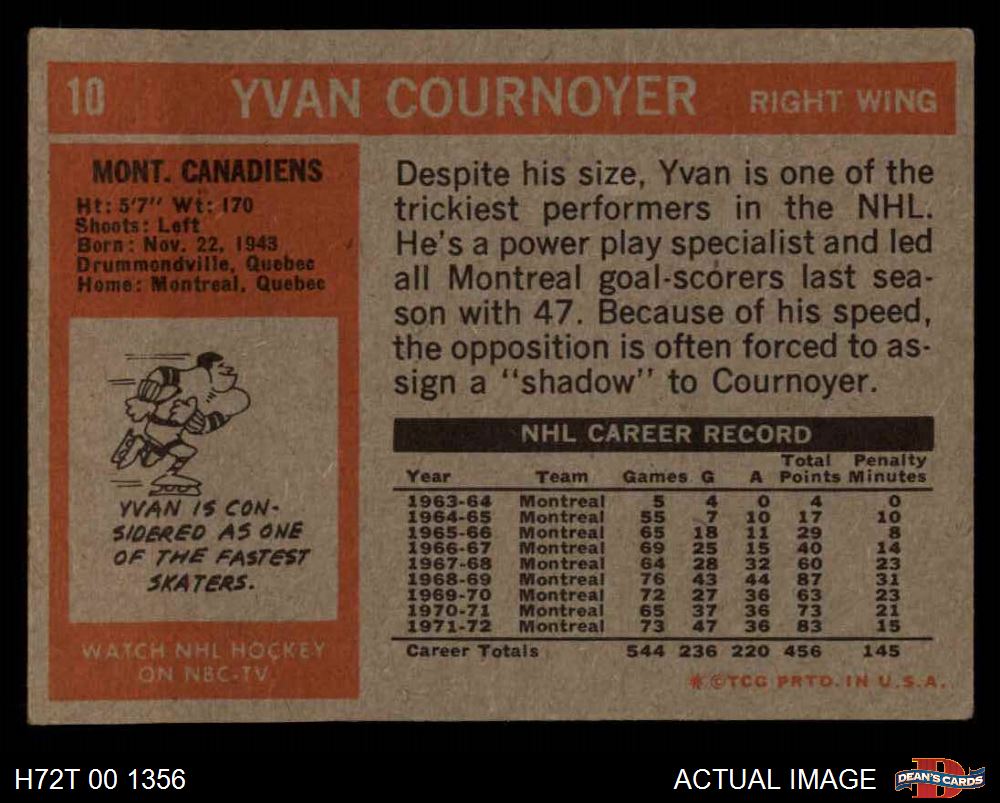 10 YVAN COURNOYER RIGHT WING
MONT. CANADIENS
Ht: 5'7" Wt: 170
Shoots: Left
Born: Nov. 22, 1943
Drummondville, Quebec
Home: Montreal, Quebec
YVAN IS CON-
SIDERED AS ONE
OF THE FASTEST
SKATERS.
WATCH NHL HOCKEY
ON NBC-TV
Despite his size, Yvan is one of the
trickiest performers in the NHL.
He's a power play specialist and led
all Montreal goal-scorers last sea-
son with 47. Because of his speed,
the opposition is often forced to as-
sign a "shadow" to Cournoyer.
NHL CAREER RECORD
Total Penalty
Year Team Games G A Points Minutes
1963-64 Montreal 5 4 0 4 0
1964-65 Montreal 55 7 10 17 10
1965-66 Montreal 65 18 11 29 8
1966-67 Montreal 69 25 15 40 14
1967-68 Montreal 64 28 32 60 23
1968-69 Montreal 76 43 44 87 31
1969-70 Montreal 72 27 36 63 23
1970-71 Montreal 65 37 36 73 21
1971-72 Montreal 73 47 36 83 15
Career Totals 544 236 220 456 145
* ©TCG PRTD. IN U.S.A.
H72T 00 1356 ACTUAL IMAGE DEAN'S CARDS